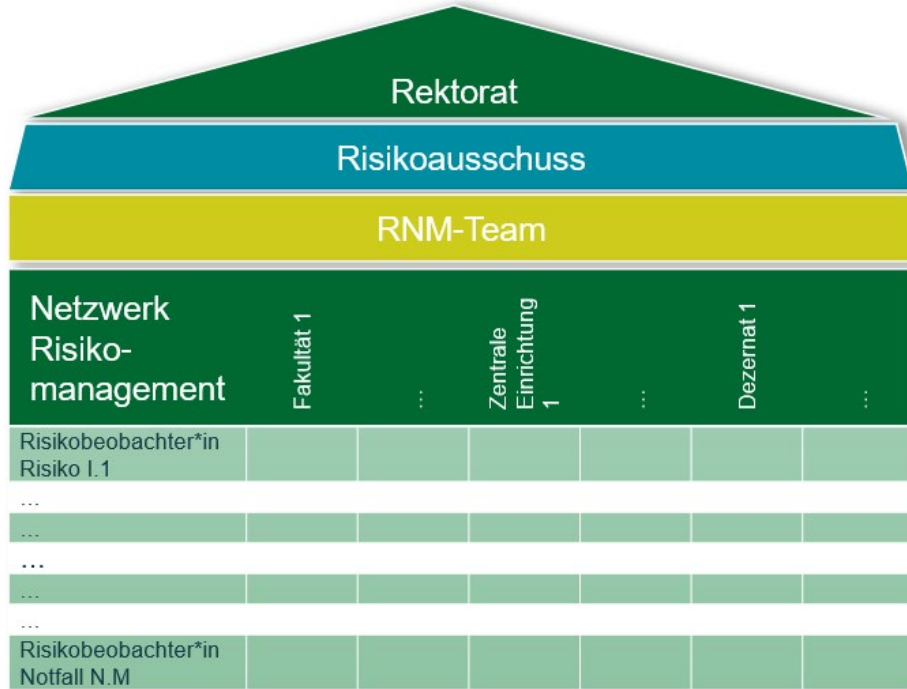 Rektorat
Risikoausschuss
RNM-Team
Netzwerk
Risiko-
management
Fakultät 1
...
Zentrale
Einrichtung
1
...
Dezernat 1
...
Risikobeobachter*in
Risiko I.1
...
...
...
...
...
Risikobeobachter*in
Notfall N.M